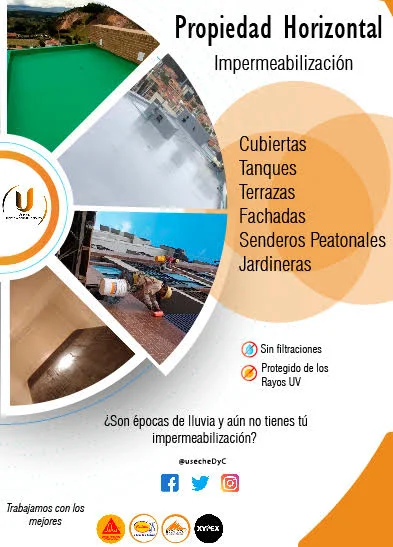 Propiedad Horizontal
Impermeabilización
Cubiertas
Tanques
Terrazas
Fachadas
Senderos Peatonales
Jardineras
U
Sin filtraciones
Protegido de los
Rayos UV
¿Son épocas de lluvia y aún no tienes tú
impermeabilización?
@usecheDyC
Trabajamos con los
mejores
XYPEX